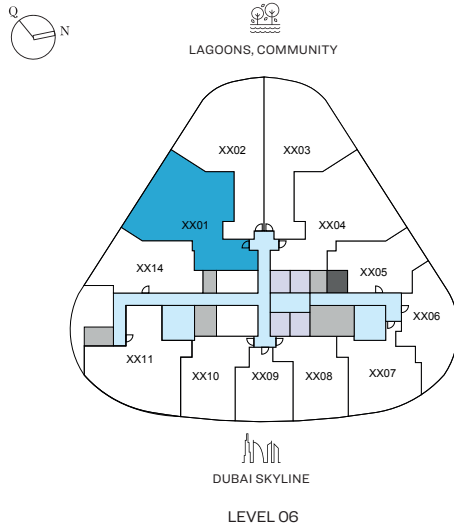 Q
N
LAGOONS, COMMUNITY
XX02
XX03
XX01
XX04
XX14
XX05
XX06
XX11
XX10
XX09
XX08
XX07
DUBAI SKYLINE
LEVEL 06